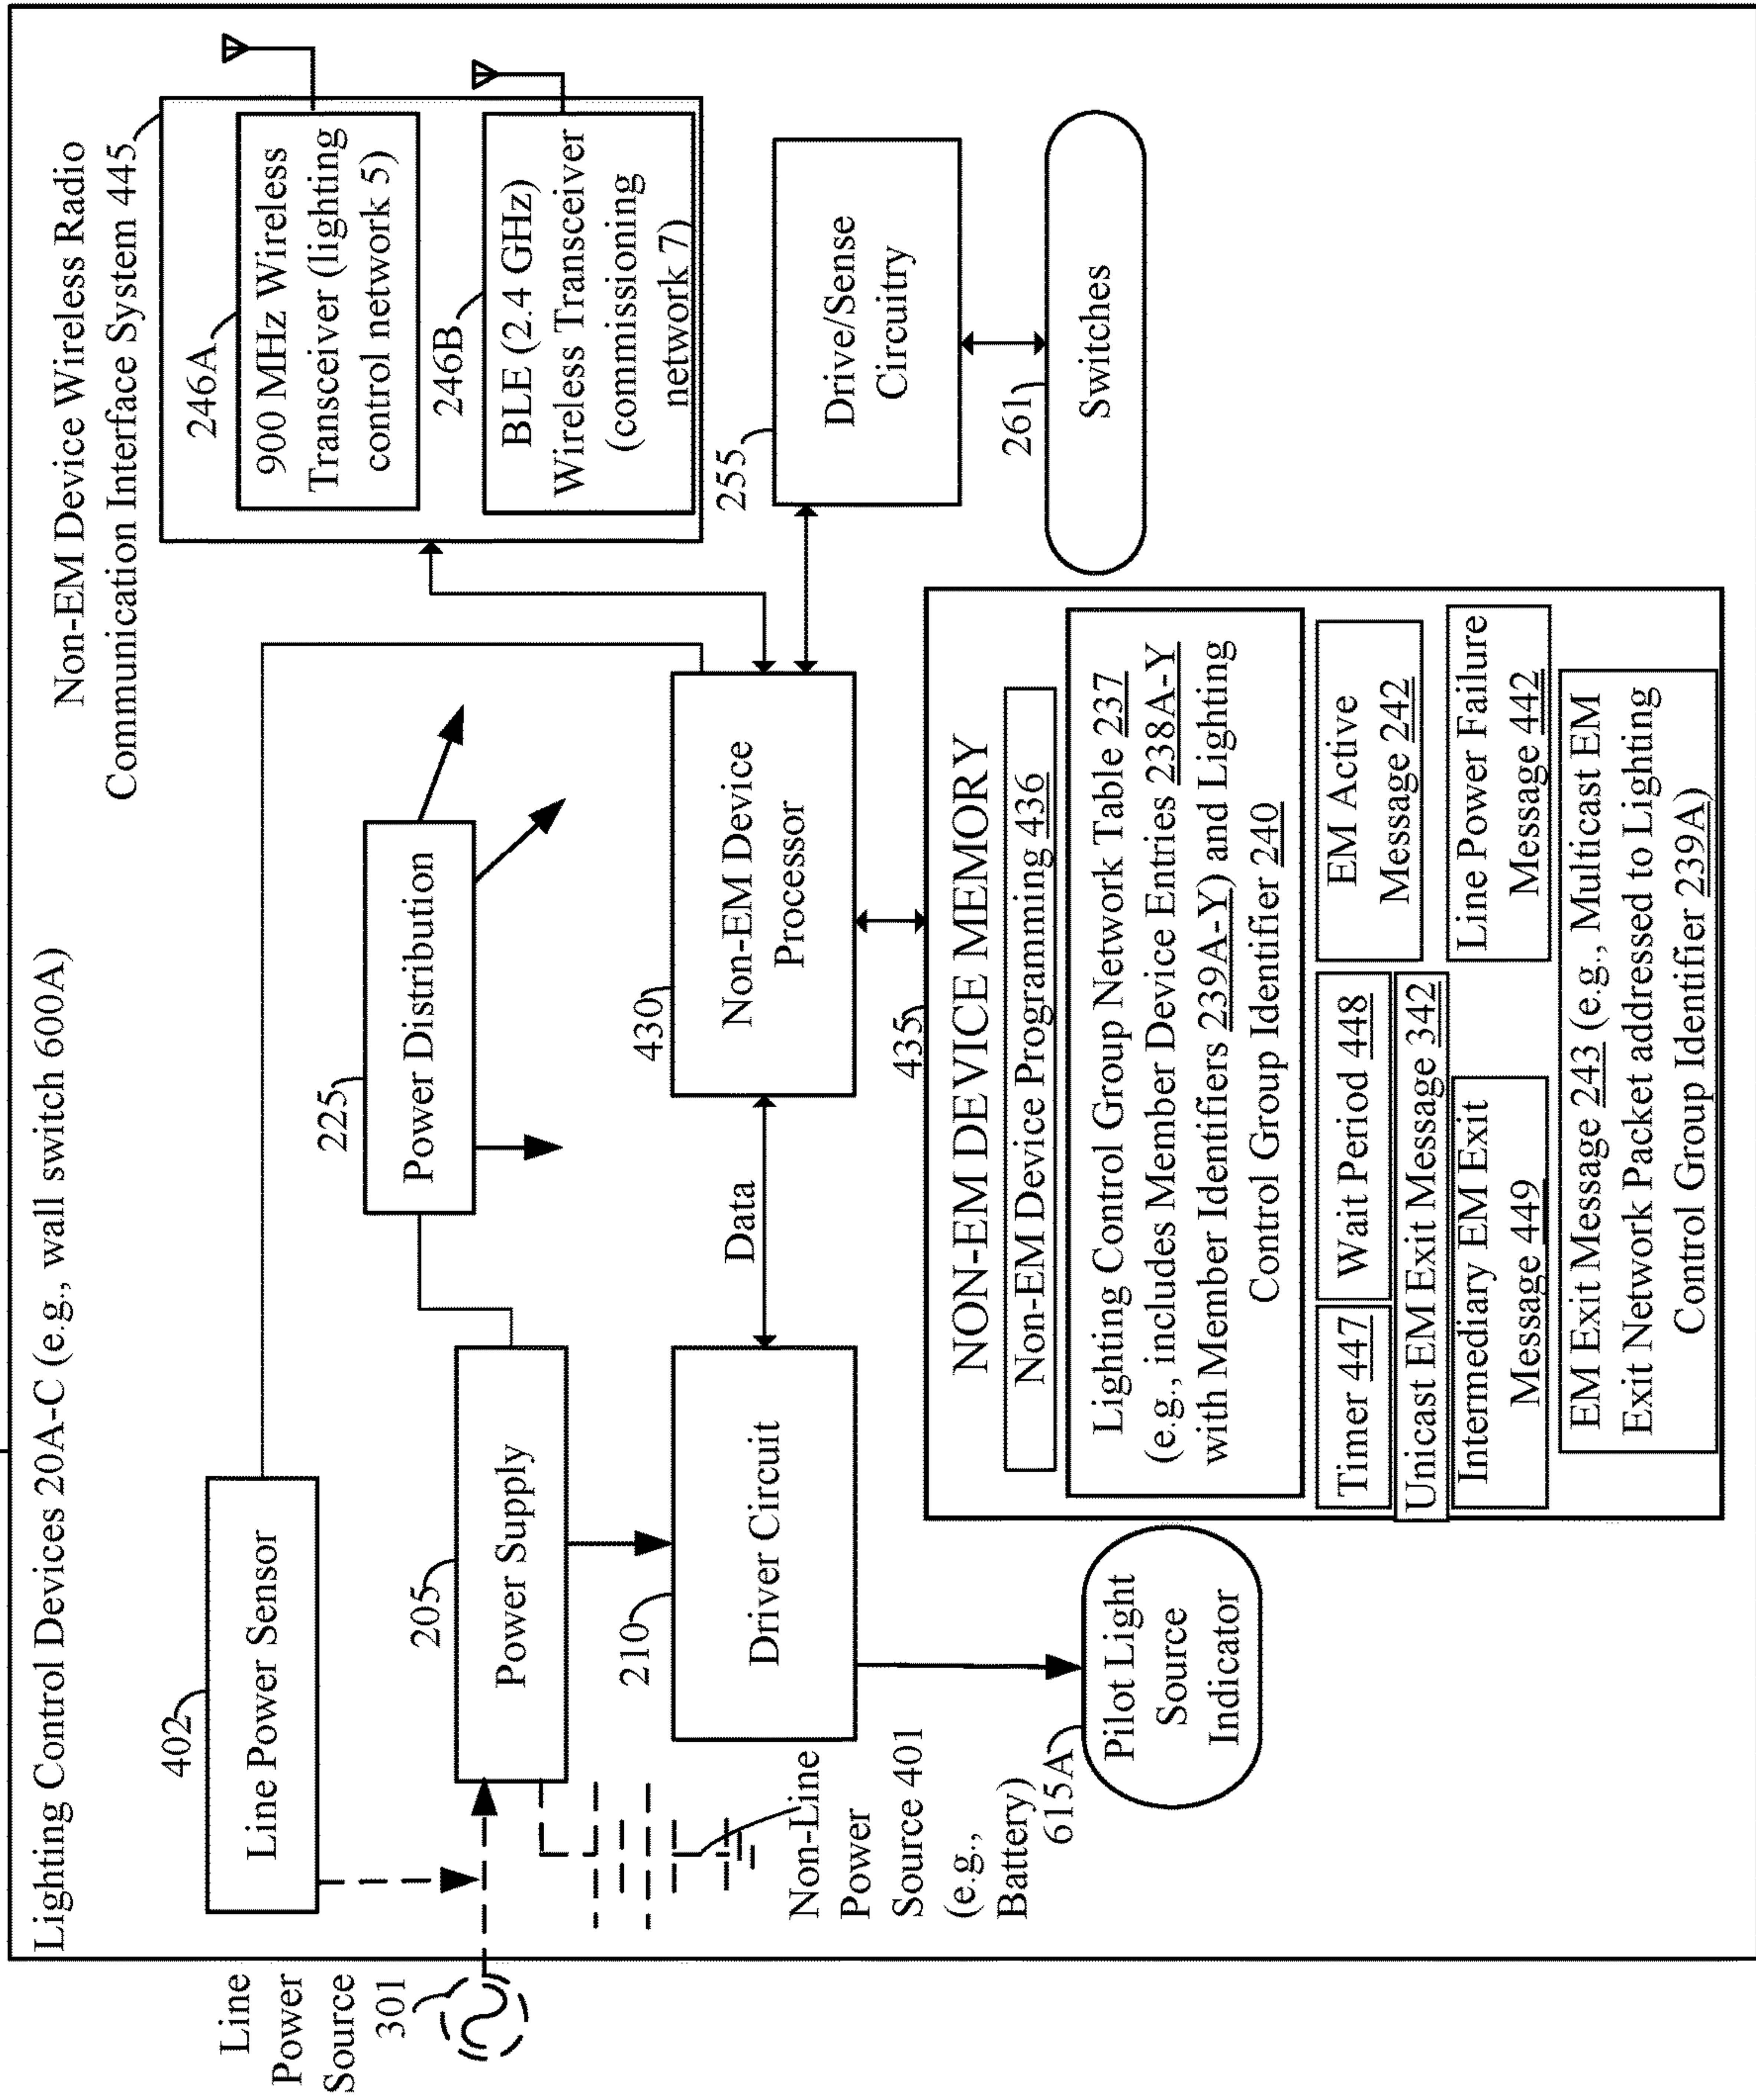 Lighting Control Devices 20A-C (e.g., wall switch 600A)
Non-EM Device Wireless Radio
Communication Interface System 445
Line
Power
Source
301
402
Line Power Sensor
205
Power Supply
225
Power Distribution
246A
900 MHz Wireless
Transceiver (lighting
control network 5)
246B
BLE (2.4 GHz)
Wireless Transceiver
(commissioning
network 7)
210
Driver Circuit
Data
430
Non-EM Device
Processor
255
Drive/Sense
Circuitry
261
Switches
Non-Line
Power
Source 401
(e.g.,
Battery)
615A
Pilot Light
Source
Indicator
435
NON-EM DEVICE MEMORY
Non-EM Device Programming 436
Lighting Control Group Network Table 237
(e.g., includes Member Device Entries 238A-Y
with Member Identifiers 239A-Y) and Lighting
Control Group Identifier 240
Timer 447
Wait Period 448
EM Active
Message 242
Unicast EM Exit Message 342
Intermediary EM Exit
Message 449
Line Power Failure
Message 442
EM Exit Message 243 (e.g., Multicast EM
Exit Network Packet addressed to Lighting
Control Group Identifier 239A)